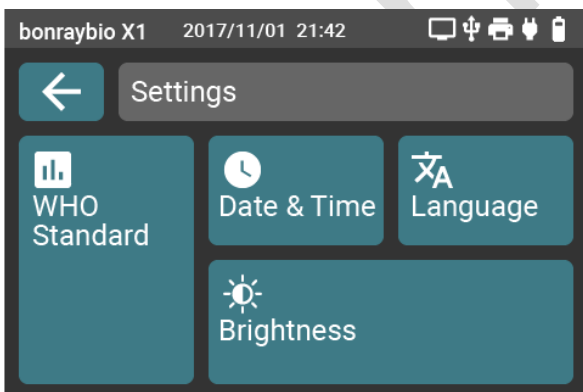 bonraybio X1 2017/11/01 21:42
Settings
WHO
Standard
Date & Time
Language
Brightness